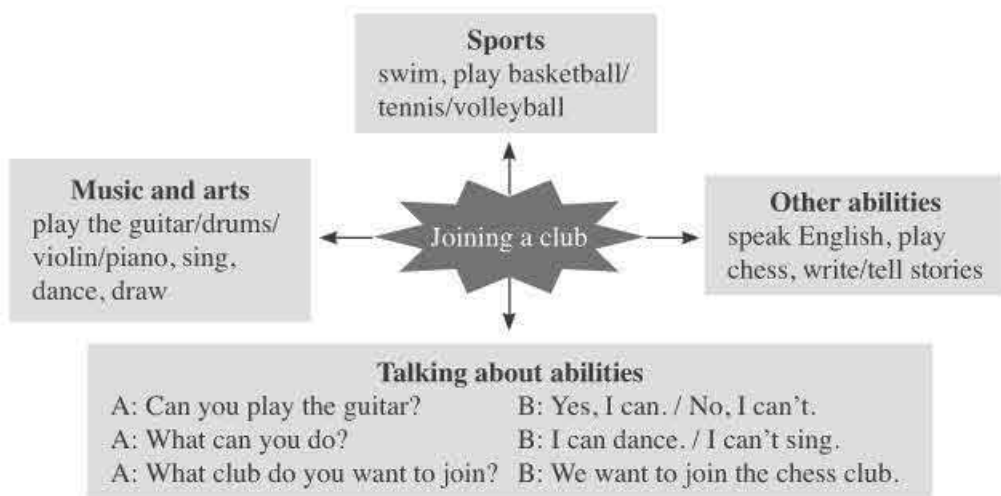 Sports
swim, play basketball/
tennis/volleyball
Music and arts
play the guitar/drums/
violin/piano, sing,
dance, draw
Joining a club
Other abilities
speak English, play
chess, write/tell stories
Talking about abilities
A: Can you play the guitar? B: Yes, I can. / No, I can't.
A: What can you do? B: I can dance. / I can't sing.
A: What club do you want to join? B: We want to join the chess club.